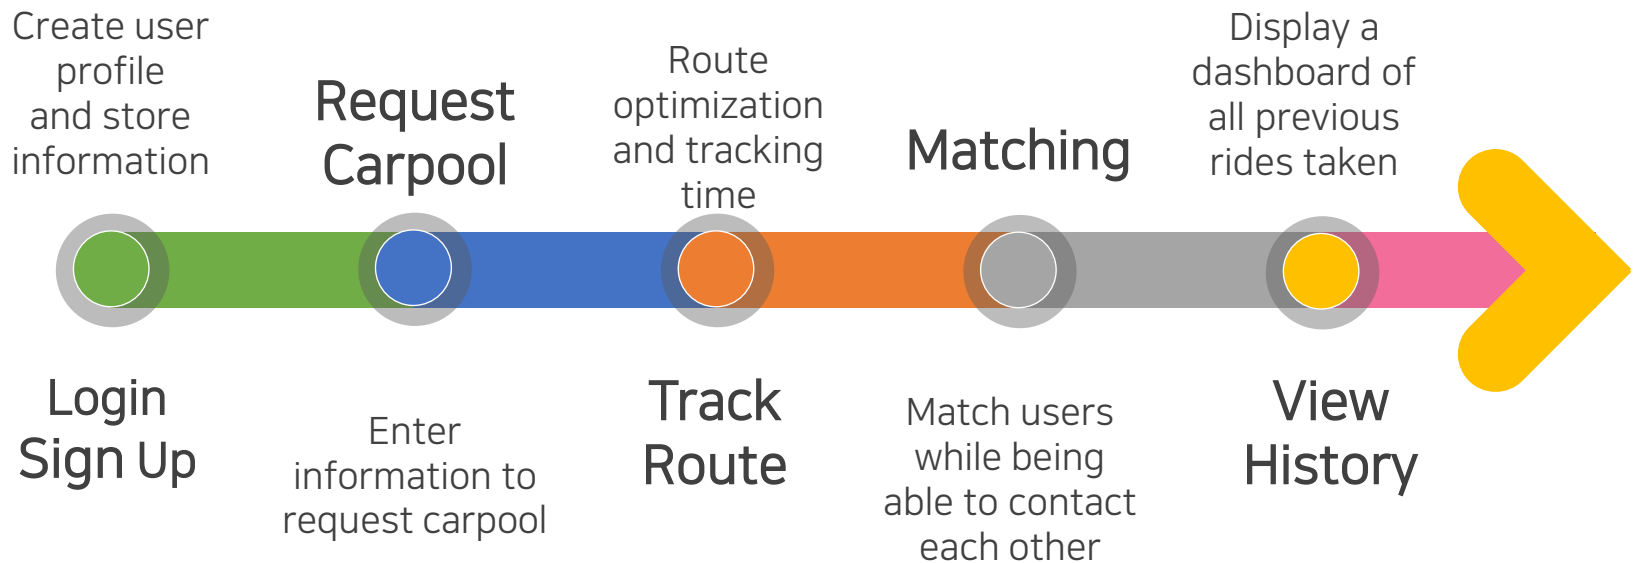 Create user
profile
and store
information
Login
Sign Up
Request
Carpool
Enter
information to
request carpool
Route
optimization
and tracking
time
Track
Route
Matching
Match users
while being
able to contact
each other
Display a
dashboard of
all previous
rides taken
View
History